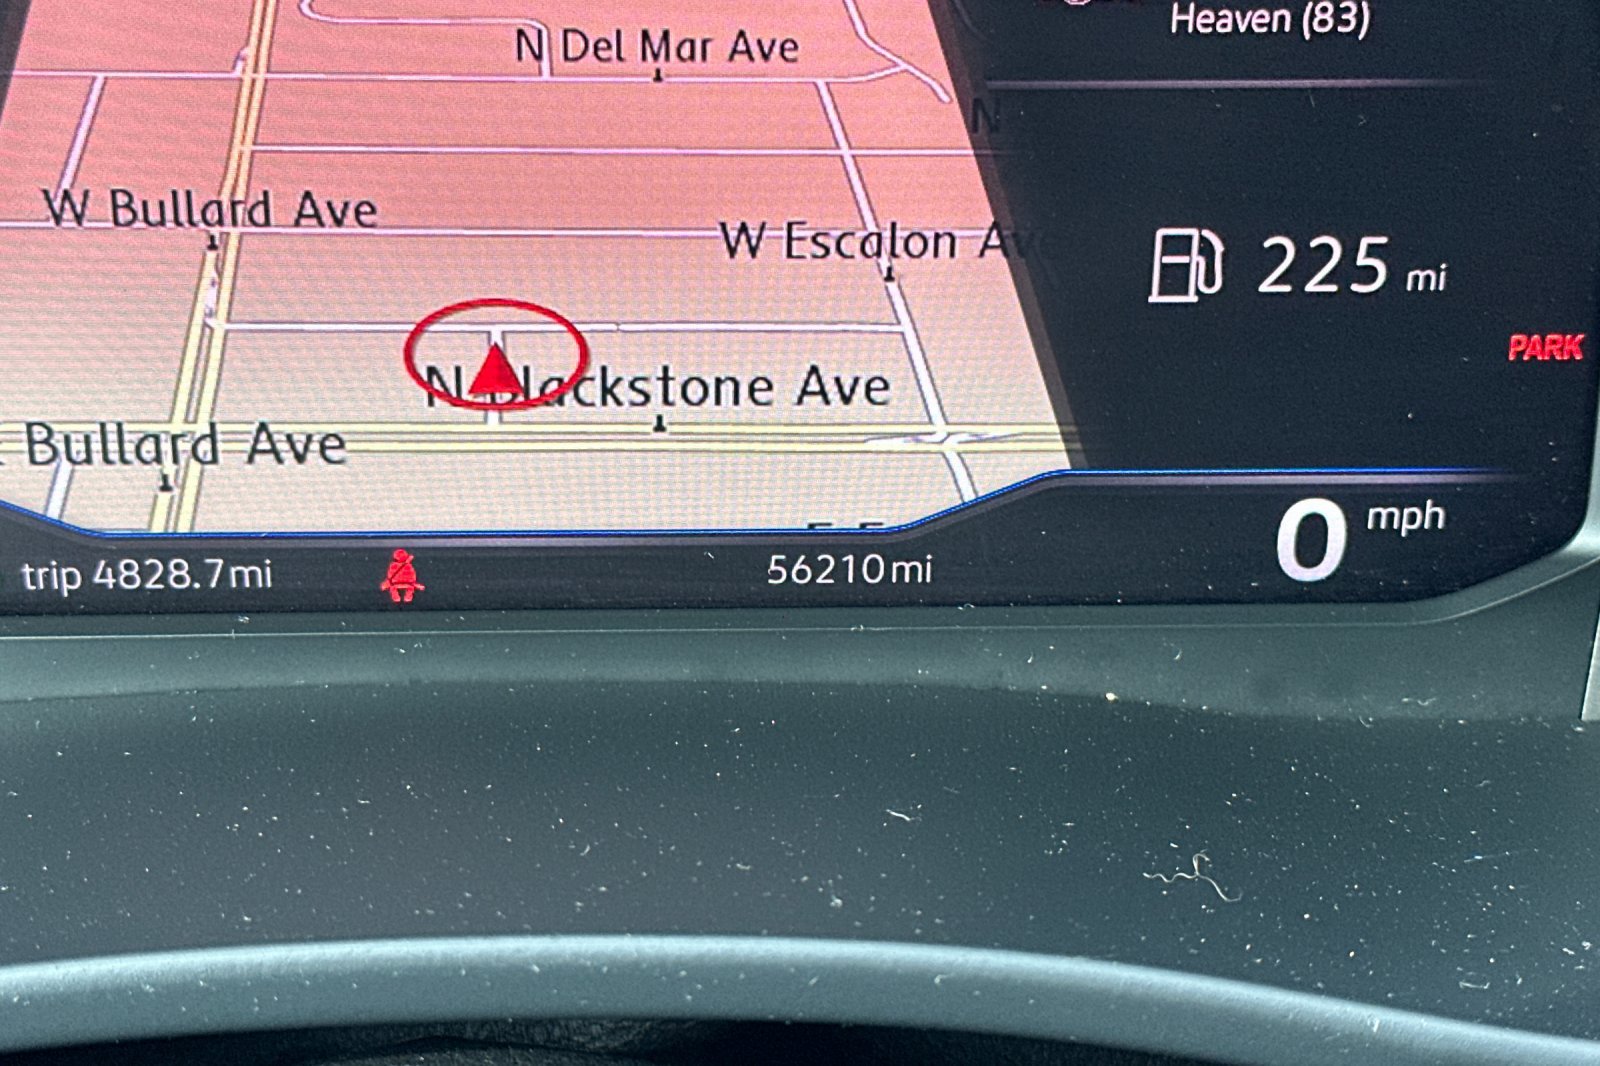 Heaven (83)
N Del Mar Ave
N
W Bullard Ave
W Escalon Av
225 mi
PARK
N Blackstone Ave
Bullard Ave
0 mph
trip 4828.7mi
56210mi